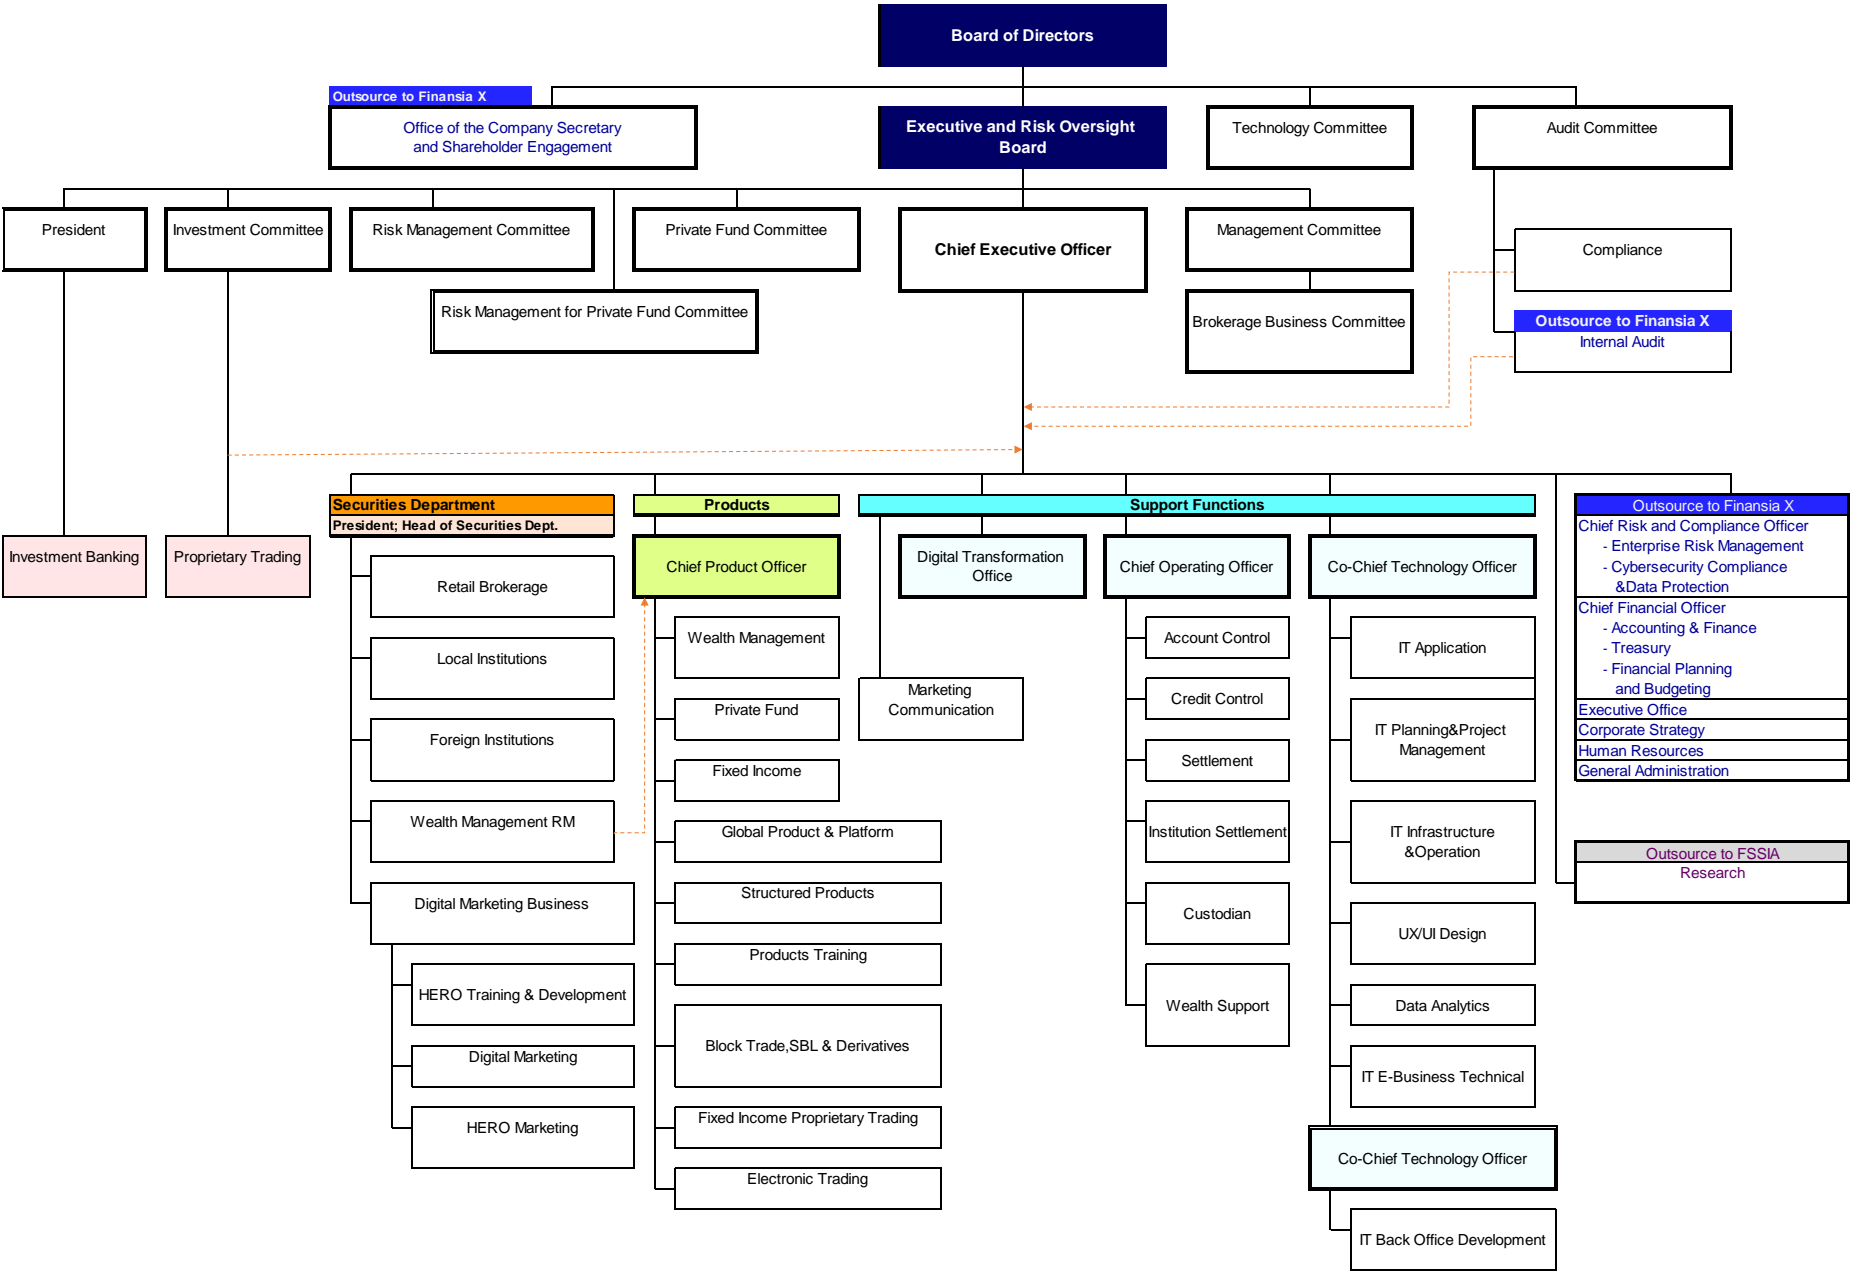 Board of Directors
Outsource to Finansia X
Office of the Company Secretary
and Shareholder Engagement
Executive and Risk Oversight
Board
Technology Committee
Audit Committee
President
Investment Committee
Risk Management Committee
Private Fund Committee
Chief Executive Officer
Management Committee
Compliance
Risk Management for Private Fund Committee
Brokerage Business Committee
Outsource to Finansia X
Internal Audit
Investment Banking
Proprietary Trading
Securities Department
President; Head of Securities Dept.
Retail Brokerage
Local Institutions
Foreign Institutions
Wealth Management RM
Digital Marketing Business
HERO Training & Development
Digital Marketing
HERO Marketing
Products
Chief Product Officer
Wealth Management
Private Fund
Fixed Income
Global Product & Platform
Structured Products
Products Training
Block Trade,SBL & Derivatives
Fixed Income Proprietary Trading
Electronic Trading
Support Functions
Marketing
Communication
Digital Transformation
Office
Chief Operating Officer
Account Control
Credit Control
Settlement
Institution Settlement
Custodian
Wealth Support
Co-Chief Technology Officer
IT Application
IT Planning&Project
Management
IT Infrastructure
&Operation
UX/UI Design
Data Analytics
IT E-Business Technical
Co-Chief Technology Officer
IT Back Office Development
Outsource to Finansia X
Chief Risk and Compliance Officer
- Enterprise Risk Management
- Cybersecurity Compliance
&Data Protection
Chief Financial Officer
- Accounting & Finance
- Treasury
- Financial Planning
and Budgeting
Executive Office
Corporate Strategy
Human Resources
General Administration
Outsource to FSSIA
Research